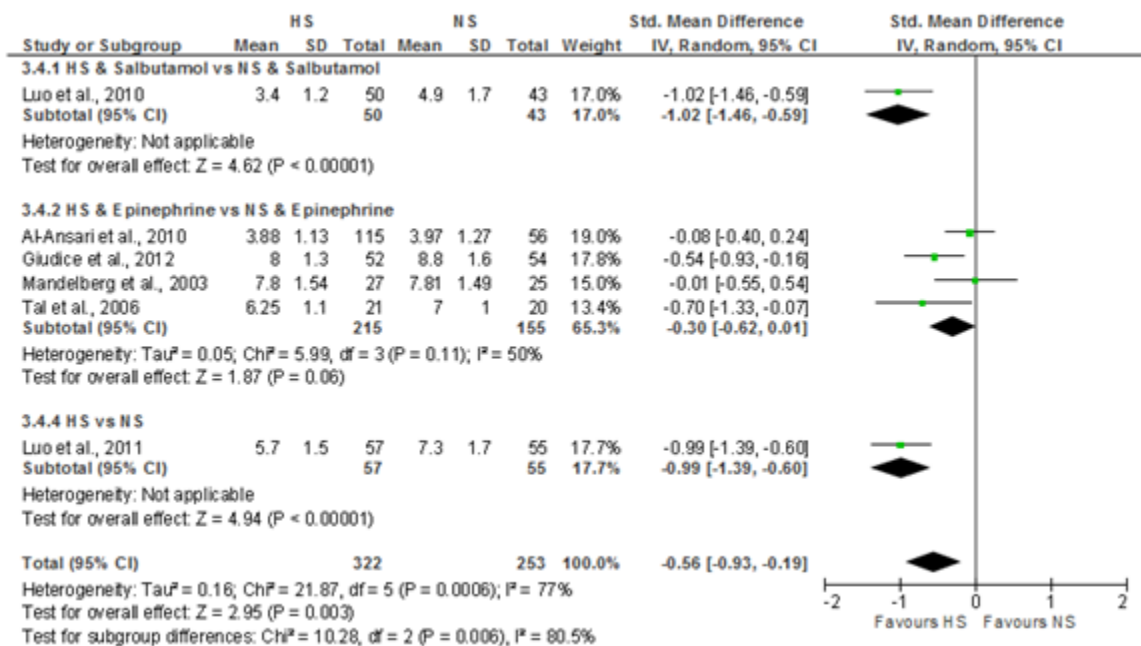 HS NS Std. Mean Difference Std. Mean Difference
Study or Subgroup Mean SD Total Mean SD Total Weight IV, Random, 95% CI IV, Random, 95% CI
3.4.1 HS & Salbutamol vs NS & Salbutamol
Luo et al., 2010 3.4 1.2 50 4.9 1.7 43 17.0% -1.02 [-1.46, -0.59]
Subtotal (95% CI) 50 43 17.0% -1.02 [-1.46, -0.59]
Heterogeneity: Not applicable
Test for overall effect: Z = 4.62 (P < 0.00001)
3.4.2 HS & Epinephrine vs NS & Epinephrine
Al-Ansari et al., 2010 3.88 1.13 115 3.97 1.27 56 19.0% -0.08 [-0.40, 0.24]
Giudice et al., 2012 8 1.3 52 8.8 1.6 54 17.8% -0.54 [-0.93, -0.16]
Mandelberg et al., 2003 7.8 1.54 27 7.81 1.49 25 15.0% -0.01 [-0.55, 0.54]
Tal et al., 2006 6.25 1.1 21 7 1 20 13.4% -0.70 [-1.33, -0.07]
Subtotal (95% CI) 215 155 65.3% -0.30 [-0.62, 0.01]
Heterogeneity: Tau² = 0.05; Chi² = 5.99, df = 3 (P = 0.11); I² = 50%
Test for overall effect: Z = 1.87 (P = 0.06)
3.4.4 HS vs NS
Luo et al., 2011 5.7 1.5 57 7.3 1.7 55 17.7% -0.99 [-1.39, -0.60]
Subtotal (95% CI) 57 55 17.7% -0.99 [-1.39, -0.60]
Heterogeneity: Not applicable
Test for overall effect: Z = 4.94 (P < 0.00001)
Total (95% CI) 322 253 100.0% -0.56 [-0.93, -0.19]
Heterogeneity: Tau² = 0.16; Chi² = 21.87, df = 5 (P = 0.0006); I² = 77%
Test for overall effect: Z = 2.95 (P = 0.003)
Test for subgroup differences: Chi² = 10.28, df = 2 (P = 0.006), I² = 80.5%
-2 -1 0 1 2
Favours HS Favours NS